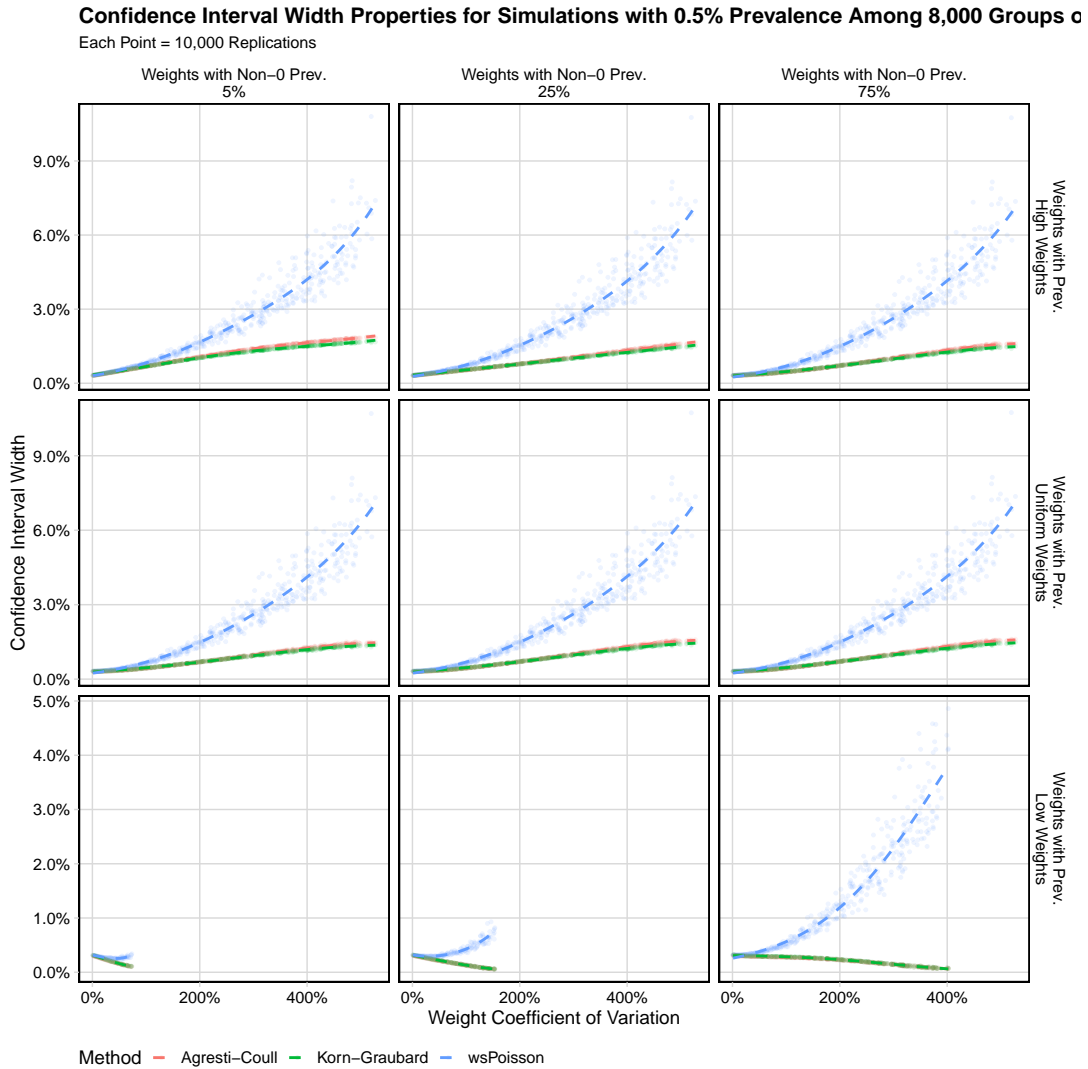 Confidence Interval Width Properties for Simulations with 0.5% Prevalence Among 8,000 Groups
Each Point = 10,000 Replications
Weights with Non−0 Prev.
5%
Weights with Non−0 Prev.
25%
Weights with Non−0 Prev.
75%
9.0%
6.0%
3.0%
0.0%
Weights with Prev.
High Weights
9.0%
6.0%
3.0%
0.0%
Weights with Prev.
Uniform Weights
5.0%
4.0%
3.0%
2.0%
1.0%
0.0%
Weights with Prev.
Low Weights
Confidence Interval Width
0%
200%
400%
0%
200%
400%
0%
200%
400%
Weight Coefficient of Variation
Method
Agresti−Coull
Korn−Graubard
wsPoisson